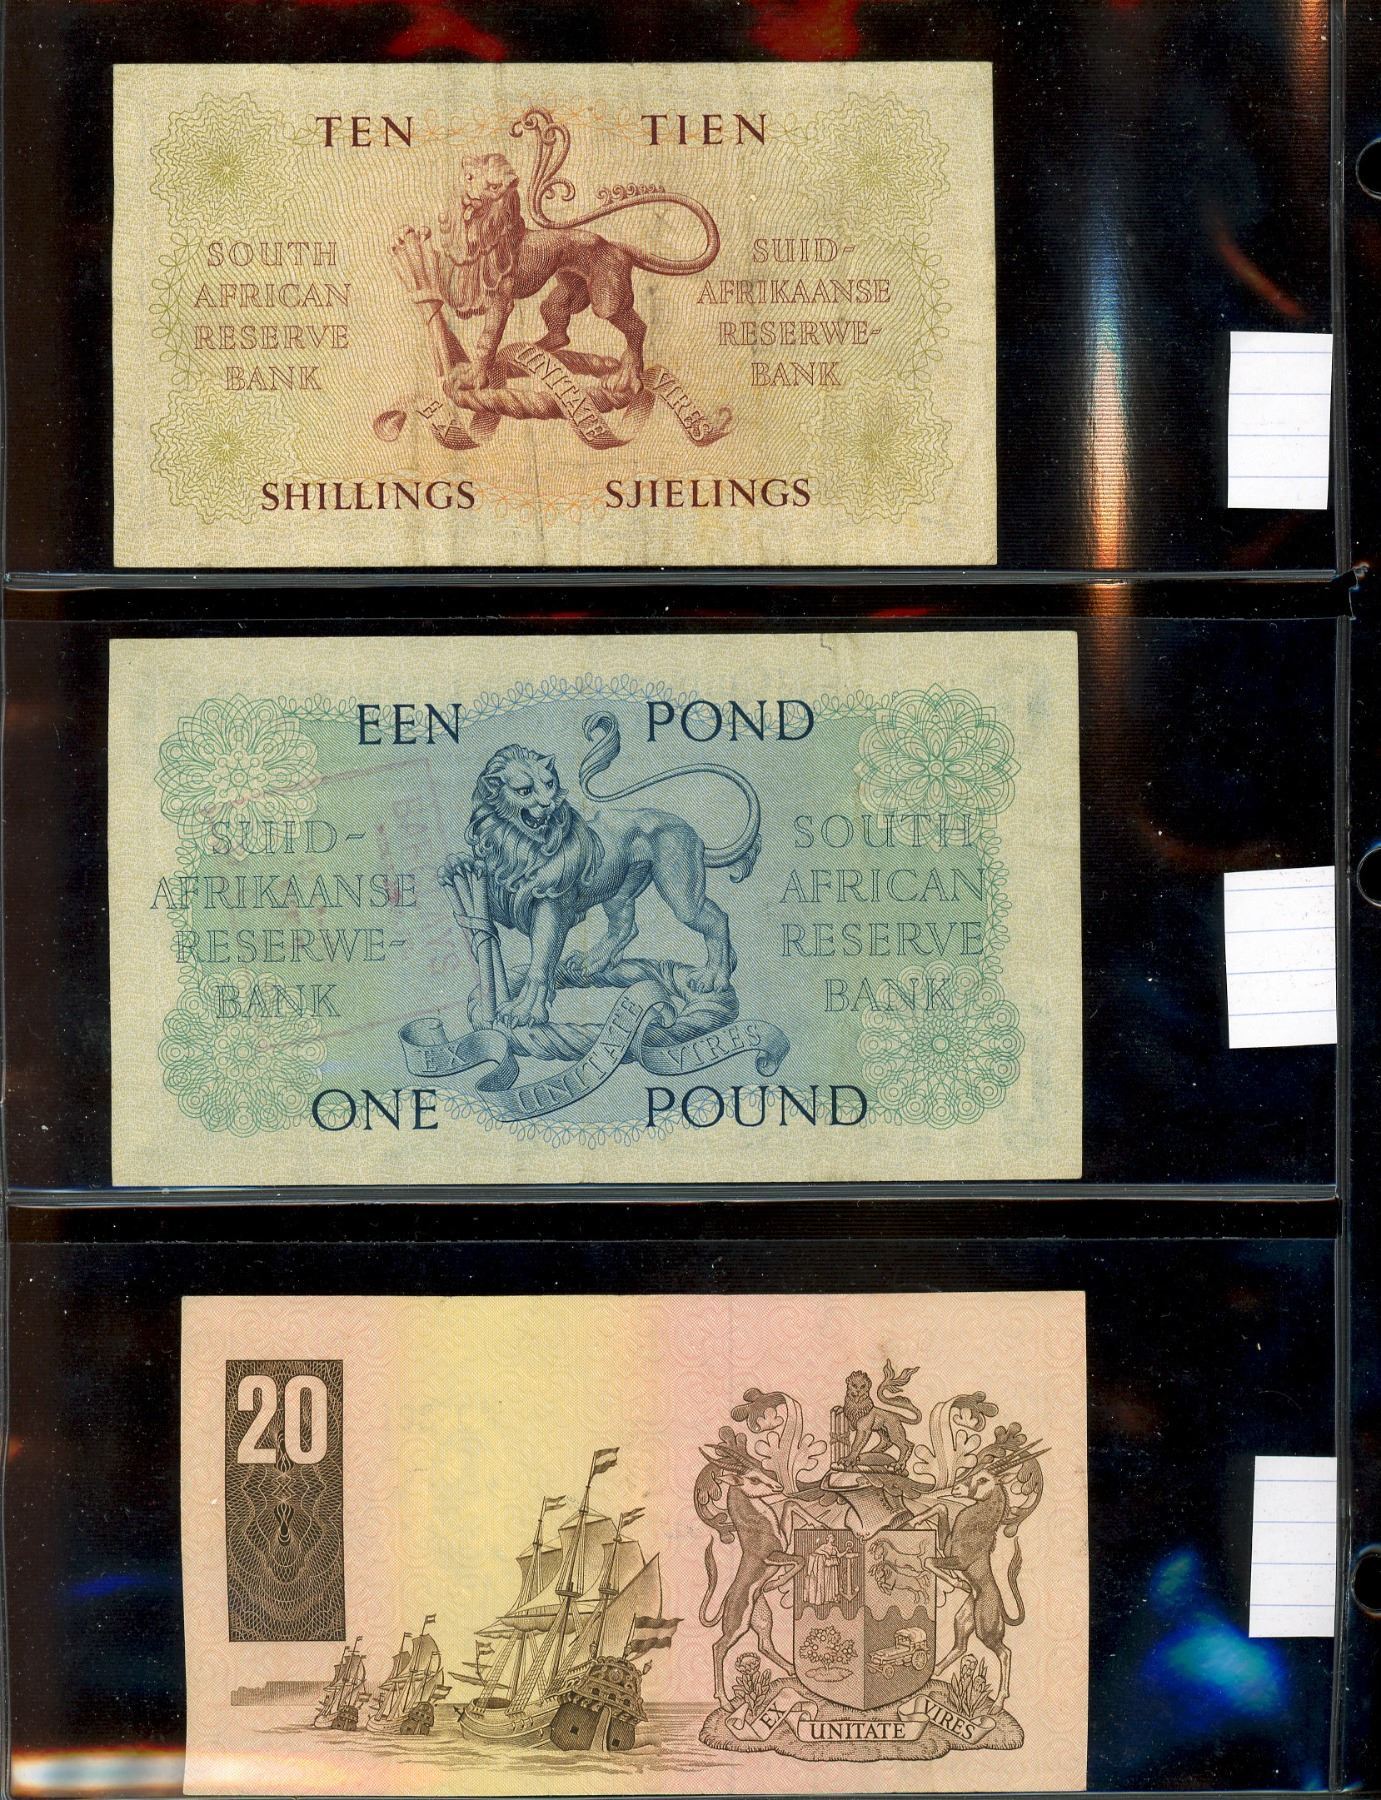 TEN TIEN
SOUTH
AFRICAN
RESERVE
BANK
SUID-
AFRIKAANSE
RESERWE-
BANK
EX UNITATE VIRES
SHILLINGS SJIELINGS
EEN POND
SUID-
AFRIKAANSE
RESERWE-
BANK
SOUTH
AFRICAN
RESERVE
BANK
EX UNITATE VIRES
ONE POUND
20
EX UNITATE VIRES